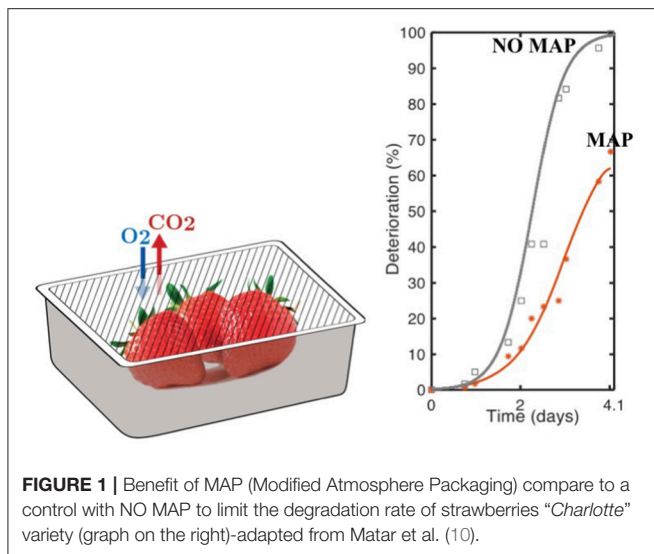 CO2
O2
NO MAP
MAP
Deterioration (%)
100
90
80
70
60
50
40
30
20
10
0
0
2
4.1
Time (days)
FIGURE 1 | Benefit of MAP (Modified Atmosphere Packaging) compare to a
control with NO MAP to limit the degradation rate of strawberries “Charlotte”
variety (graph on the right)-adapted from Matar et al. (10).